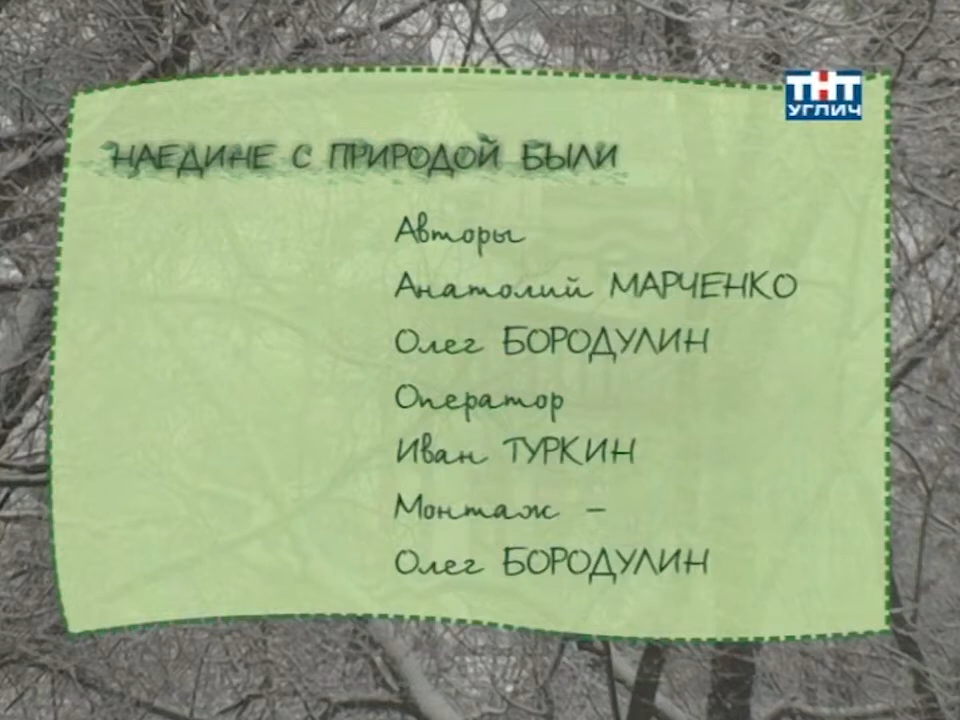 ТНТ
УГЛИЧ
НАЕДИНЕ С ПРИРОДОЙ БЫЛИ
Авторы
Анатолий МАРЧЕНКО
Олег БОРОДУЛИН
Оператор
Иван ТУРКИН
Монтаж –
Олег БОРОДУЛИН